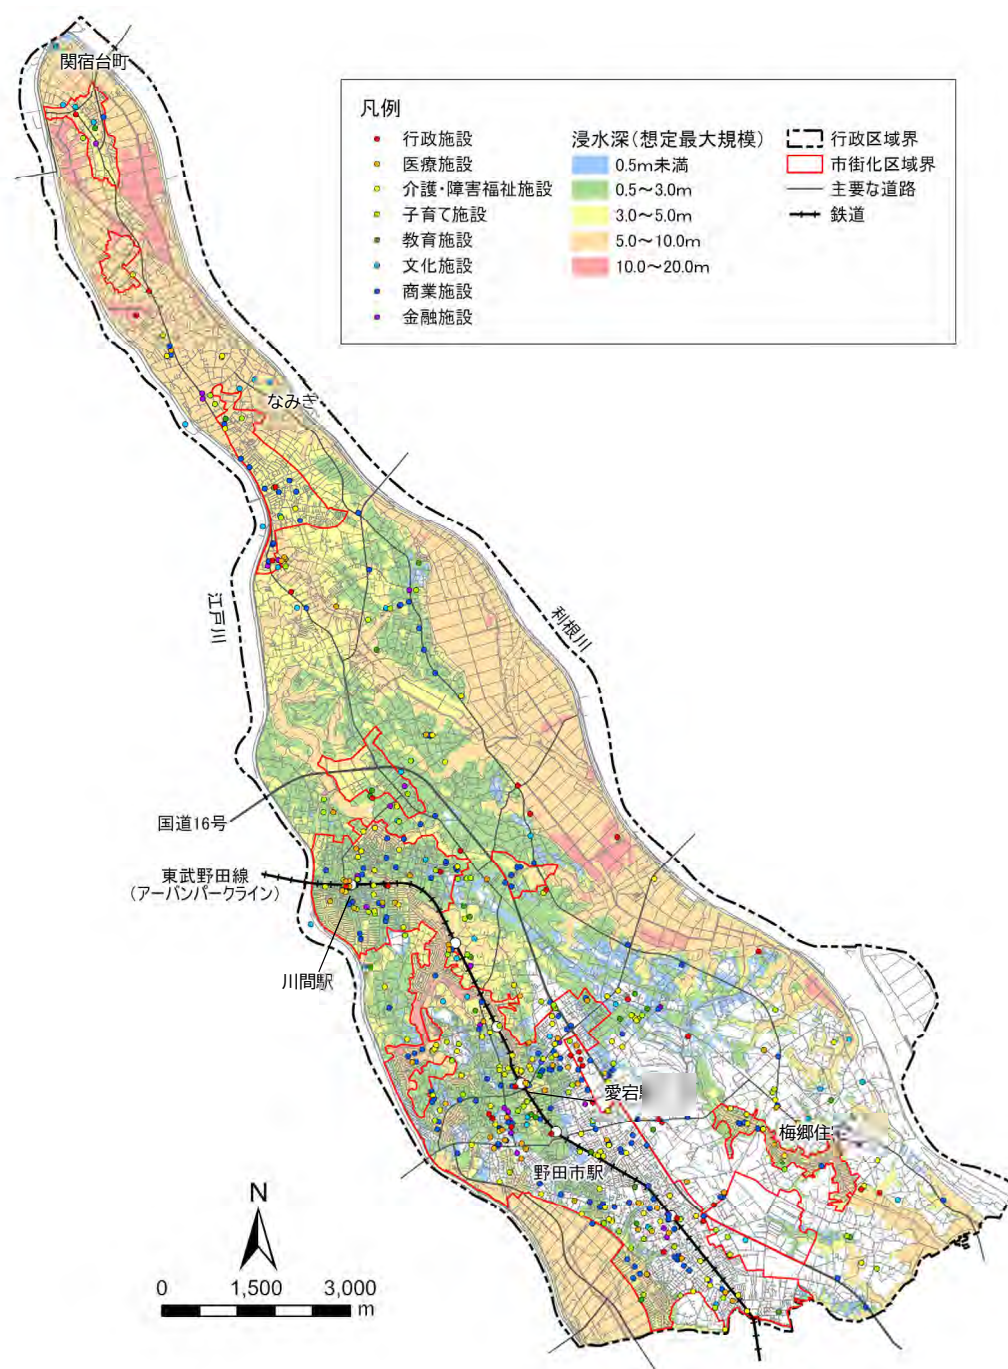 関宿台町
凡例
行政施設
医療施設
介護・障害福祉施設
子育て施設
教育施設
文化施設
商業施設
金融施設
浸水深(想定最大規模)
0.5m未満
0.5~3.0m
3.0~5.0m
5.0~10.0m
10.0~20.0m
行政区域界
市街化区域界
主要な道路
鉄道
なみき
江戸川
利根川
国道16号
東武野田線
(アーバンパークライン)
川間駅
愛宕
梅郷住
野田市駅
N
0 1,500 3,000
m